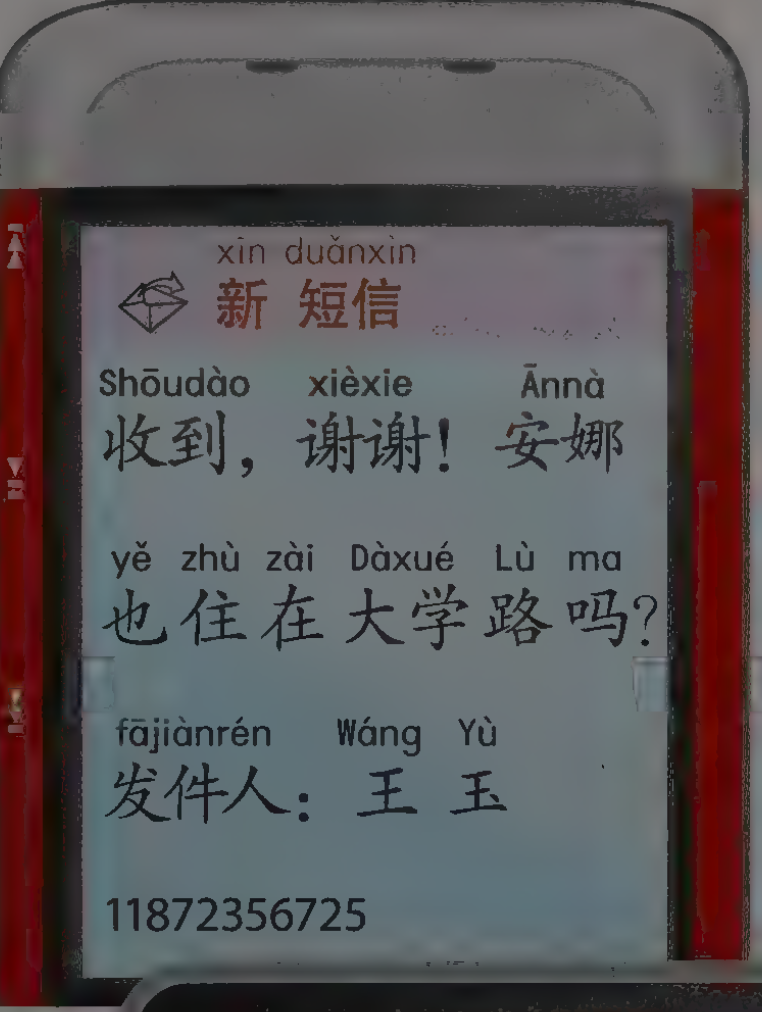 xīn duǎnxìn
新 短信
Shōudào xièxie Ānnà
收到，谢谢！安娜
yě zhù zài Dàxué Lù ma
也住在大学路吗？
fājiànrén Wáng Yù
发件人：王玉
11872356725